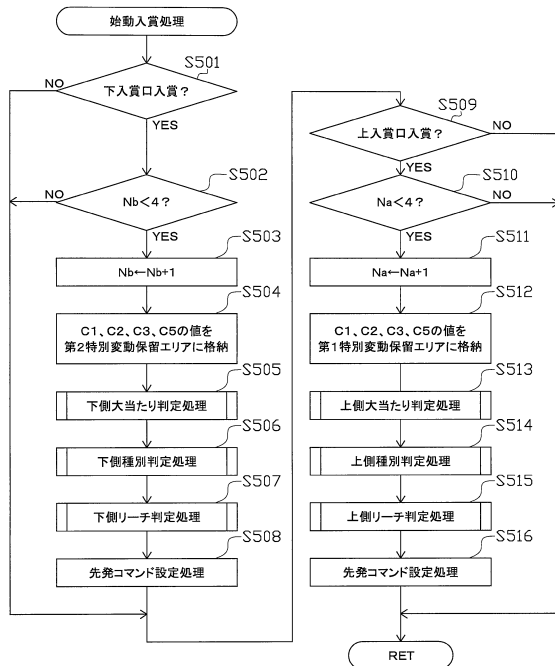 始動入賞処理
S501
下入賞口入賞？
NO
YES
S502
Nb＜4？
NO
YES
S503
Nb←Nb+1
S504
C1、C2、C3、C5の値を
第2特別変動保留エリアに格納
S505
下側大当たり判定処理
S506
下側種別判定処理
S507
下側リーチ判定処理
S508
先発コマンド設定処理
S509
上入賞口入賞？
NO
YES
S510
Na＜4？
NO
YES
S511
Na←Na+1
S512
C1、C2、C3、C5の値を
第1特別変動保留エリアに格納
S513
上側大当たり判定処理
S514
上側種別判定処理
S515
上側リーチ判定処理
S516
先発コマンド設定処理
RET